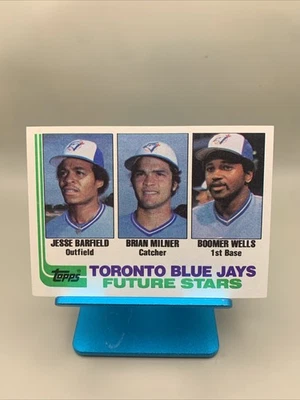 JESSE BARFIELD
Outfield
BRIAN MILNER
Catcher
BOOMER WELLS
1st Base
topps®
TORONTO BLUE JAYS
FUTURE STARS